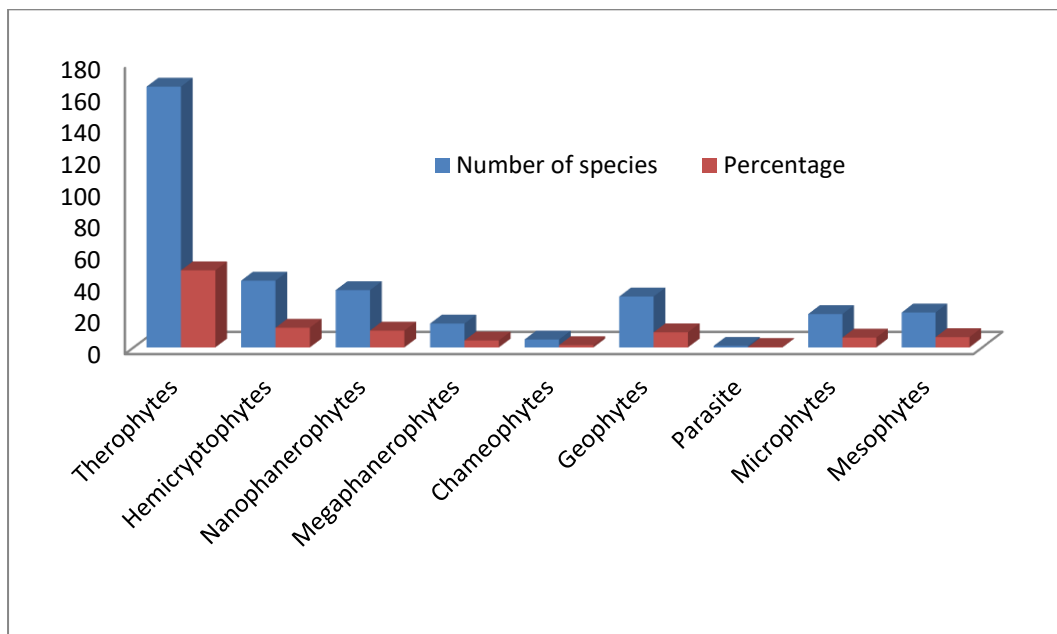 180
160
140
120
100
80
60
40
20
0
Number of species
Percentage
Therophytes
Hemicryptophytes
Nanophanerophytes
Megaphanerophytes
Chameophytes
Geophytes
Parasite
Microphytes
Mesophytes